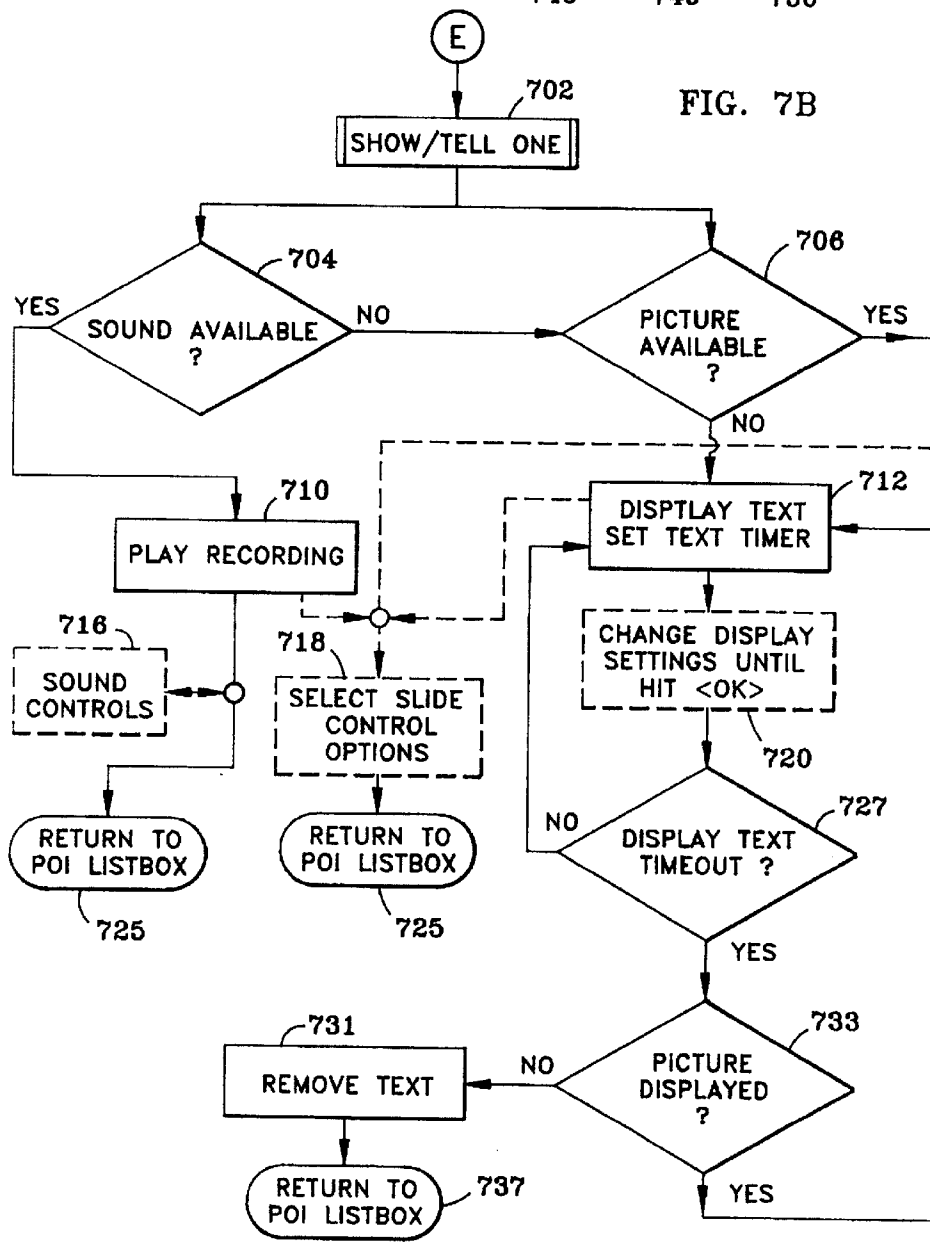 E
702
FIG. 7B
SHOW/TELL ONE
704
706
YES
SOUND AVAILABLE
?
NO
PICTURE
AVAILABLE
?
YES
NO
710
712
PLAY RECORDING
DISPTLAY TEXT
SET TEXT TIMER
716
SOUND
CONTROLS
718
SELECT SLIDE
CONTROL
OPTIONS
CHANGE DISPLAY
SETTINGS UNTIL
HIT <OK>
720
727
NO
DISPLAY TEXT
TIMEOUT ?
RETURN TO
POI LISTBOX
725
RETURN TO
POI LISTBOX
725
YES
731
733
REMOVE TEXT
NO
PICTURE
DISPLAYED
?
YES
RETURN TO
POI LISTBOX
737